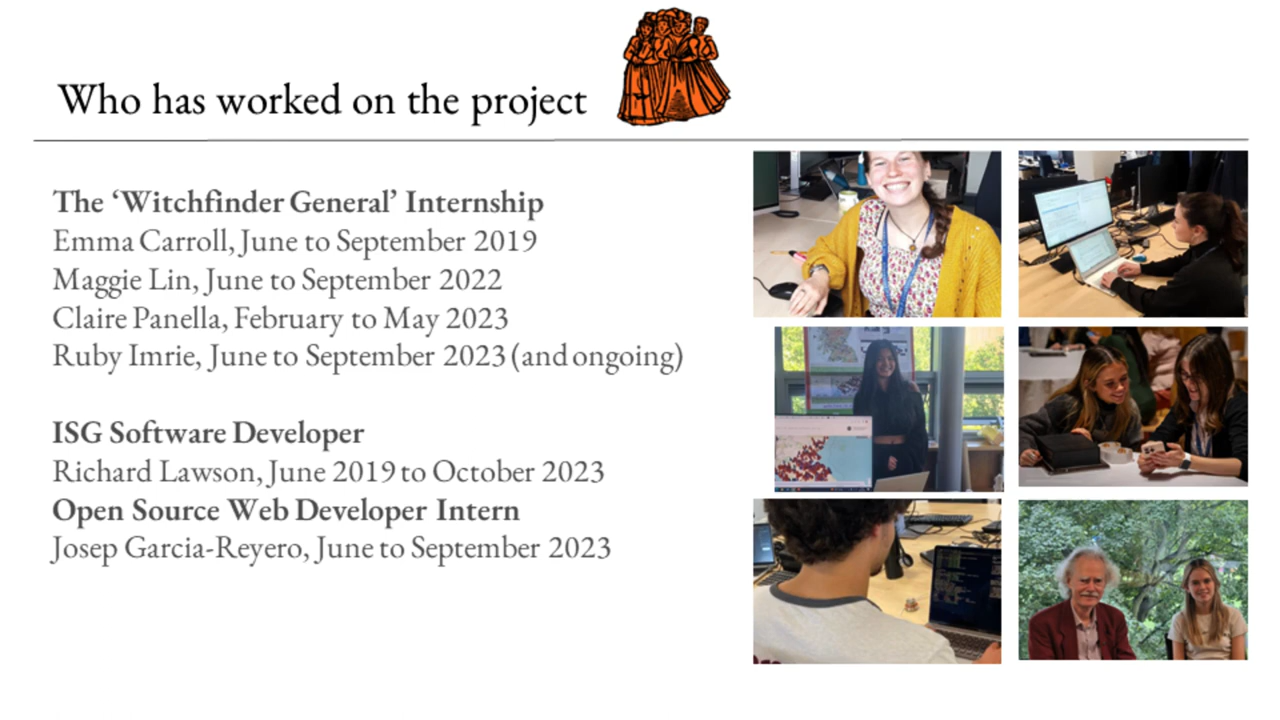 Who has worked on the project
The ‘Witchfinder General’ Internship
Emma Carroll, June to September 2019
Maggie Lin, June to September 2022
Claire Panella, February to May 2023
Ruby Imrie, June to September 2023 (and ongoing)
ISG Software Developer
Richard Lawson, June 2019 to October 2023
Open Source Web Developer Intern
Josep Garcia-Reyero, June to September 2023